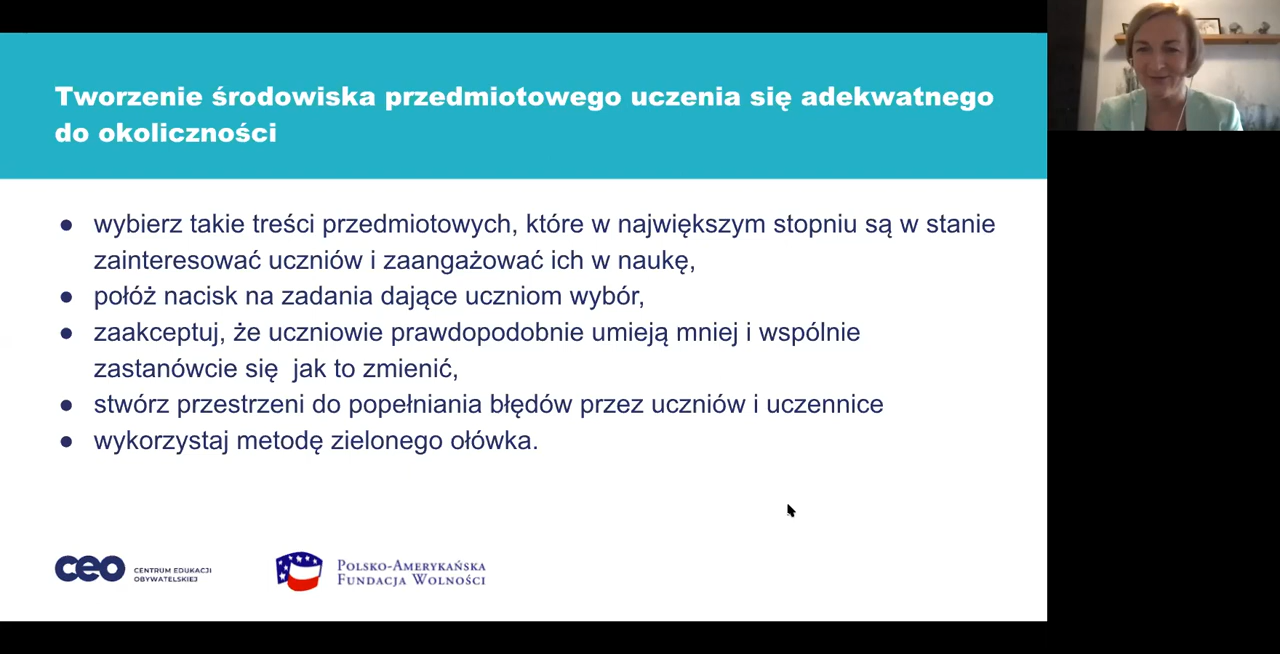 Tworzenie środowiska przedmiotowego uczenia się adekwatnego
do okoliczności
● wybierz takie treści przedmiotowych, które w największym stopniu są w stanie
zainteresować uczniów i zaangażować ich w naukę,
● połóż nacisk na zadania dające uczniom wybór,
● zaakceptuj, że uczniowie prawdopodobnie umieją mniej i wspólnie
zastanówcie się  jak to zmienić,
● stwórz przestrzeni do popełniania błędów przez uczniów i uczennice
● wykorzystaj metodę zielonego ołówka.
ceo CENTRUM EDUKACJI
OBYWATELSKIEJ
POLSKO-AMERYKAŃSKA
FUNDACJA WOLNOŚCI